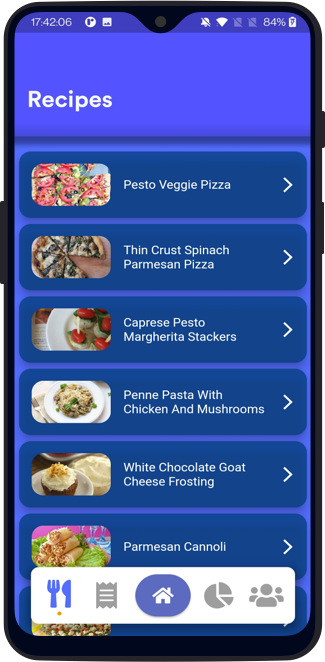 17:42:06
84%
Recipes
Pesto Veggie Pizza
Thin Crust Spinach
Parmesan Pizza
Caprese Pesto
Margherita Stackers
Penne Pasta With
Chicken And Mushrooms
White Chocolate Goat
Cheese Frosting
Parmesan Cannoli